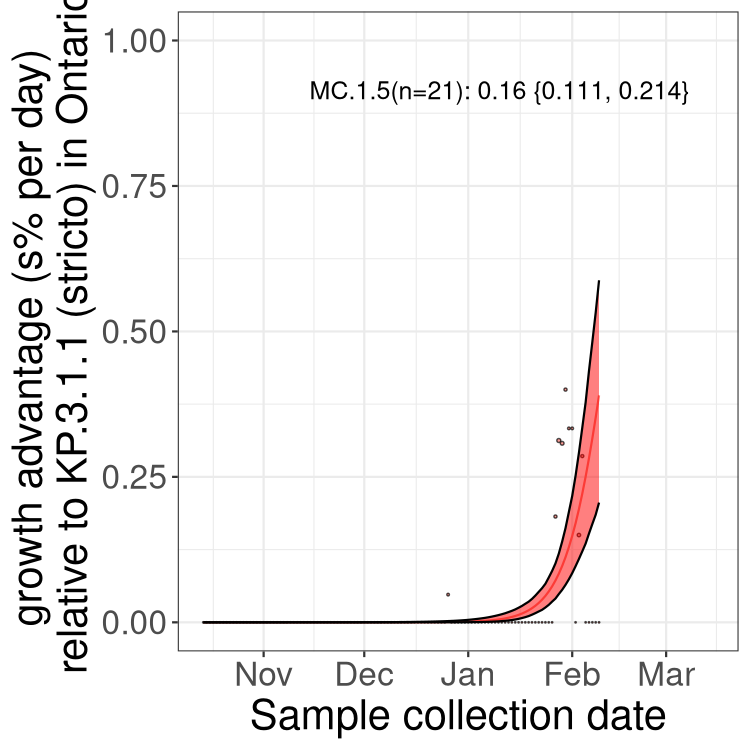 growth advantage (s% per day)
relative to KP.3.1.1 (stricto) in Ontario
1.00
0.75
0.50
0.25
0.00
MC.1.5(n=21): 0.16 {0.111, 0.214}
Nov Dec Jan Feb Mar
Sample collection date